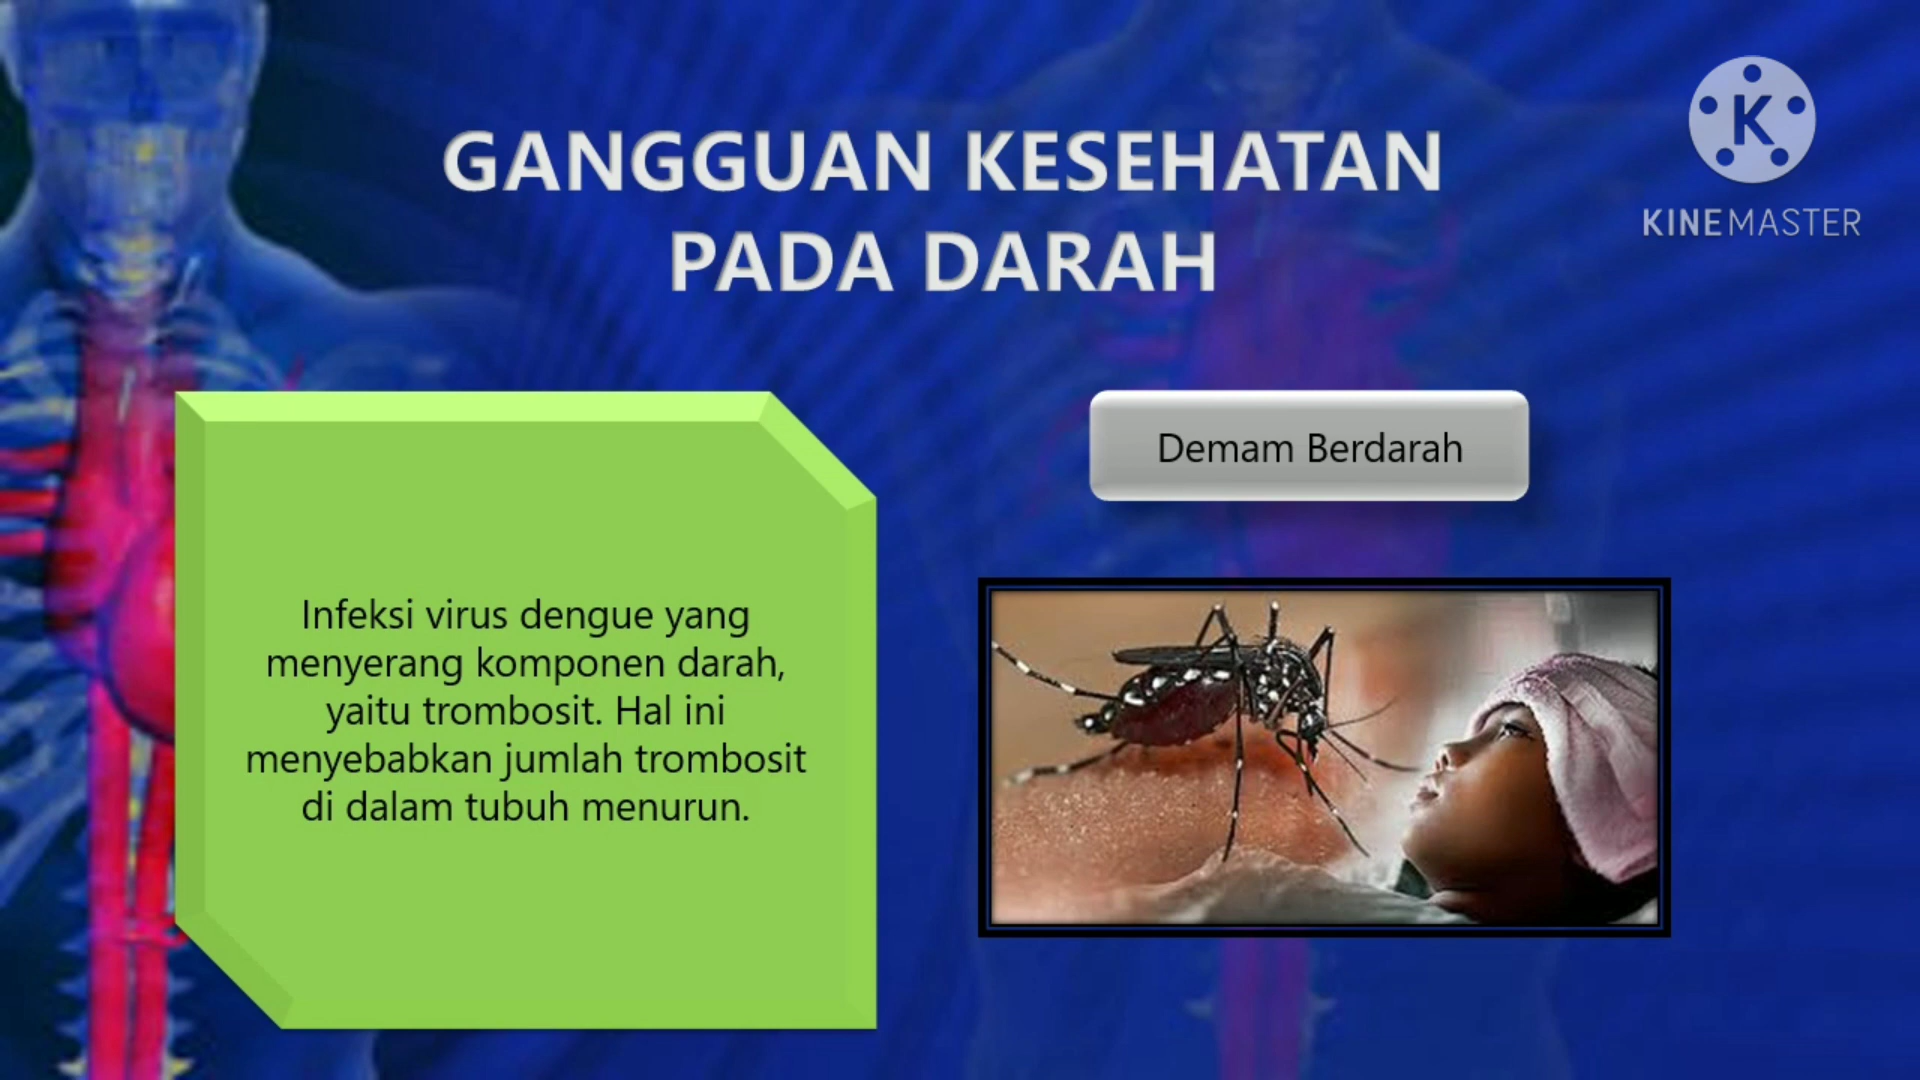 GANGGUAN KESEHATAN
PADA DARAH
K
KINEMASTER
Demam Berdarah
Infeksi virus dengue yang
menyerang komponen darah,
yaitu trombosit. Hal ini
menyebabkan jumlah trombosit
di dalam tubuh menurun.